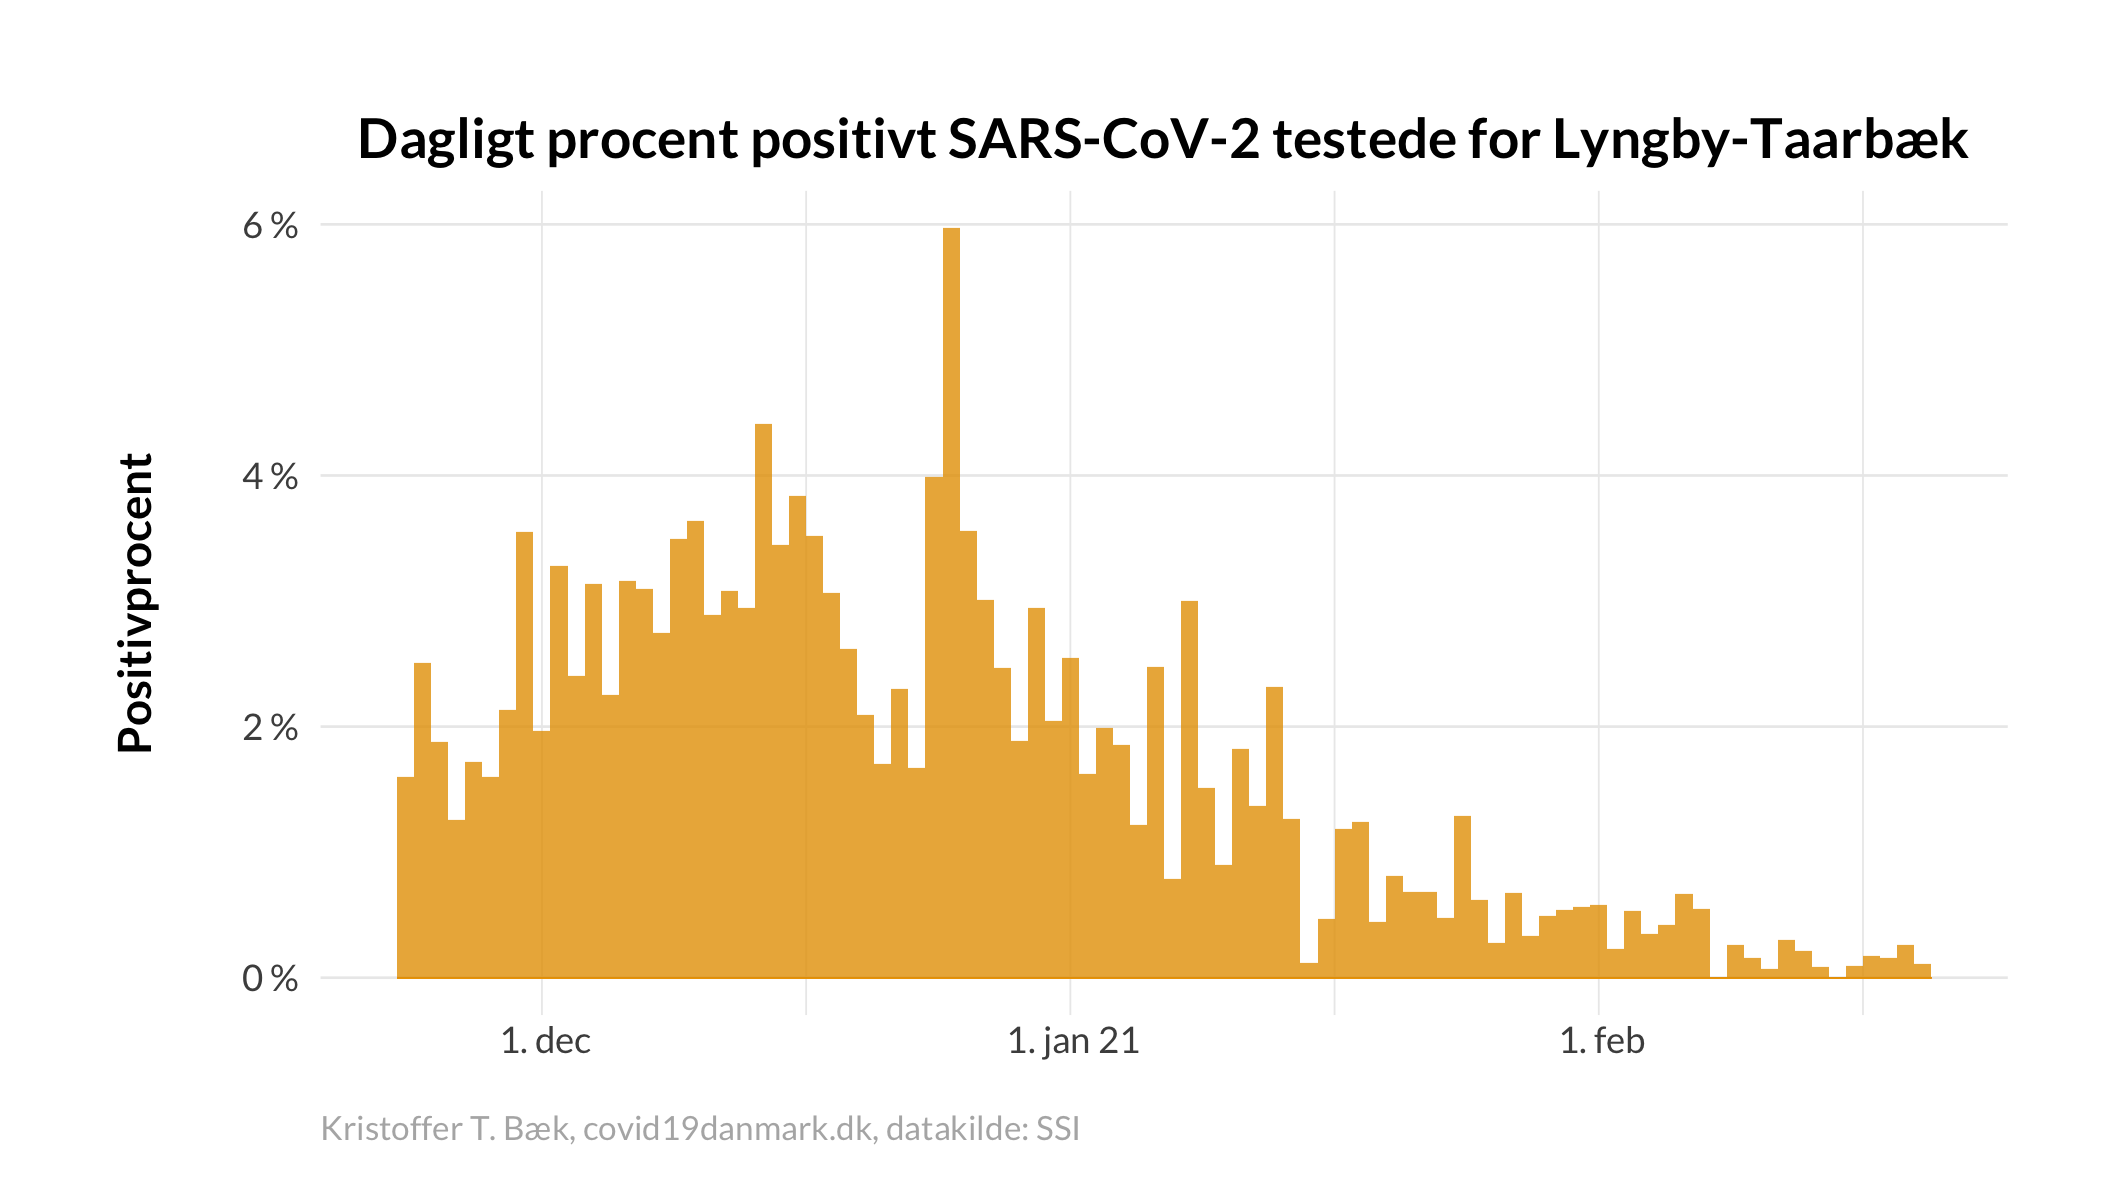 Dagligt procent positivt SARS-CoV-2 testede for Lyngby-Taarbæk
Positivprocent
6 %
4 %
2 %
0 %
1. dec
1. jan 21
1. feb
Kristoffer T. Bæk, covid19danmark.dk, datakilde: SSI